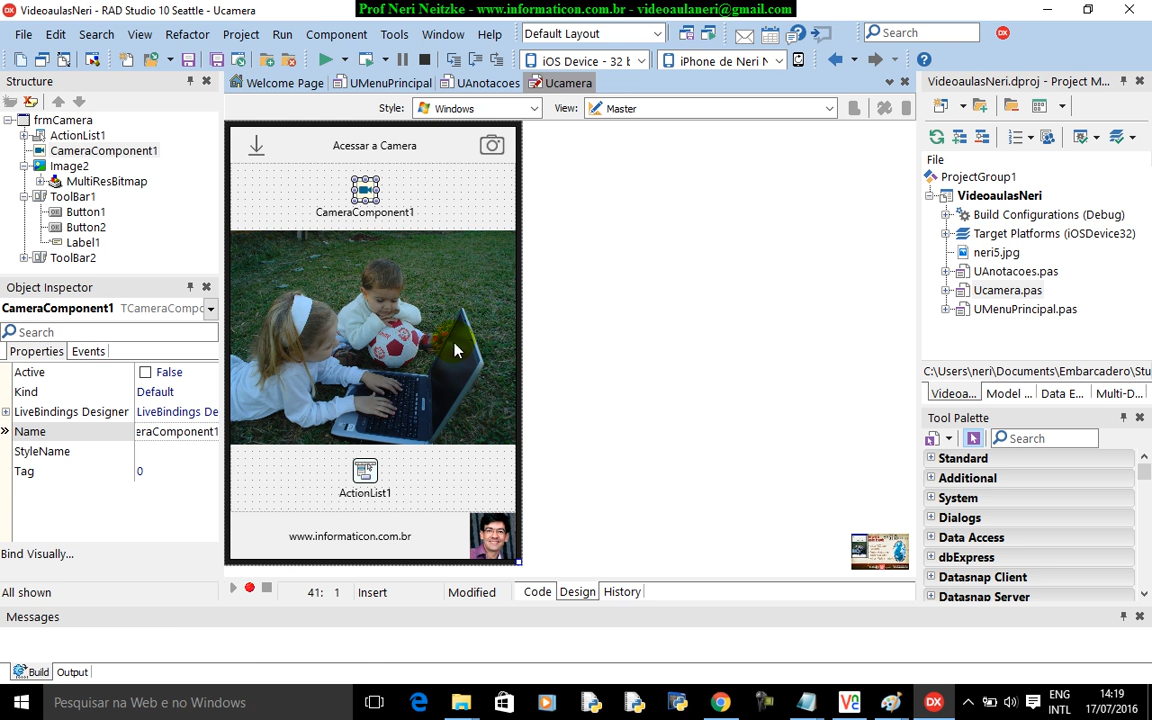 Prof Neri Neitzke - www.informaticon.com.br - videoaulaneri@gmail.com
VideoaulasNeri - RAD Studio 10 Seattle - Ucamera
File Edit Search View Refactor Project Run Component Tools Window Help
Default Layout
Search
iOS Device - 32 b
iPhone de Neri N
Structure
Welcome Page
UMenuPrincipal
UAnotacoes
Ucamera
VideoaulasNeri.dproj - Project M...
Style:
Windows
View:
Master
frmCamera
ActionList1
CameraComponent1
Image2
MultiResBitmap
ToolBar1
Button1
Button2
Label1
ToolBar2
Acessar a Camera
CameraComponent1
ActionList1
www.informaticon.com.br
Object Inspector
CameraComponent1 TCameraCompo
Search
Properties Events
Active False
Kind Default
LiveBindings Designer LiveBindings De
Name eraComponent1
StyleName
Tag 0
Bind Visually...
All shown
41: 1 Insert Modified
Code Design History
File
ProjectGroup1
VideoaulasNeri
Build Configurations (Debug)
Target Platforms (iOSDevice32)
neri5.jpg
UAnotacoes.pas
Ucamera.pas
UMenuPrincipal.pas
C:\Users\neri\Documents\Embarcadero\Stu
Videoa... Model ... Data E... Multi-D...
Tool Palette
Search
Standard
Additional
System
Dialogs
Data Access
dbExpress
Datasnap Client
Datasnap Server
Messages
Build Output
Pesquisar na Web e no Windows
ENG
INTL
14:19
17/07/2016